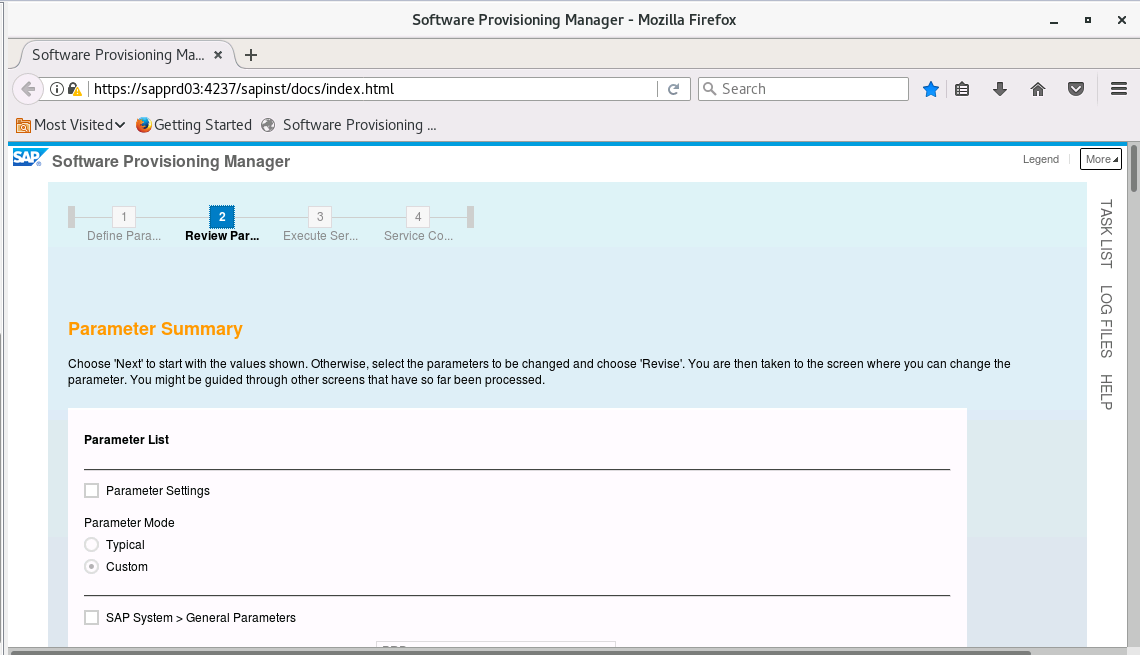 Software Provisioning Manager - Mozilla Firefox
Software Provisioning Ma...
https://sapprd03:4237/sapinst/docs/index.html
Search
Most Visited
Getting Started
Software Provisioning ...
SAP
Software Provisioning Manager
Legend
More
1
2
3
4
Define Para...
Review Par...
Execute Ser...
Service Co...
TASK LIST
LOG FILES
HELP
Parameter Summary
Choose 'Next' to start with the values shown. Otherwise, select the parameters to be changed and choose 'Revise'. You are then taken to the screen where you can change the
parameter. You might be guided through other screens that have so far been processed.
Parameter List
Parameter Settings
Parameter Mode
Typical
Custom
SAP System > General Parameters